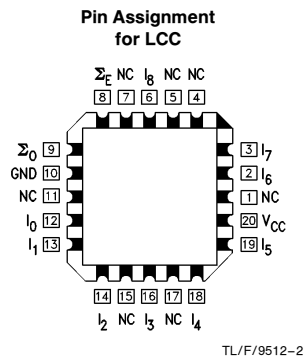 Pin Assignment
for LCC
Σ_E NC I_8 NC NC
8 7 6 5 4
Σ_O 9
GND 10
NC 11
I_0 12
I_1 13
3 I_7
2 I_6
1 NC
20 V_CC
19 I_5
14 15 16 17 18
I_2 NC I_3 NC I_4
TL/F/9512–2